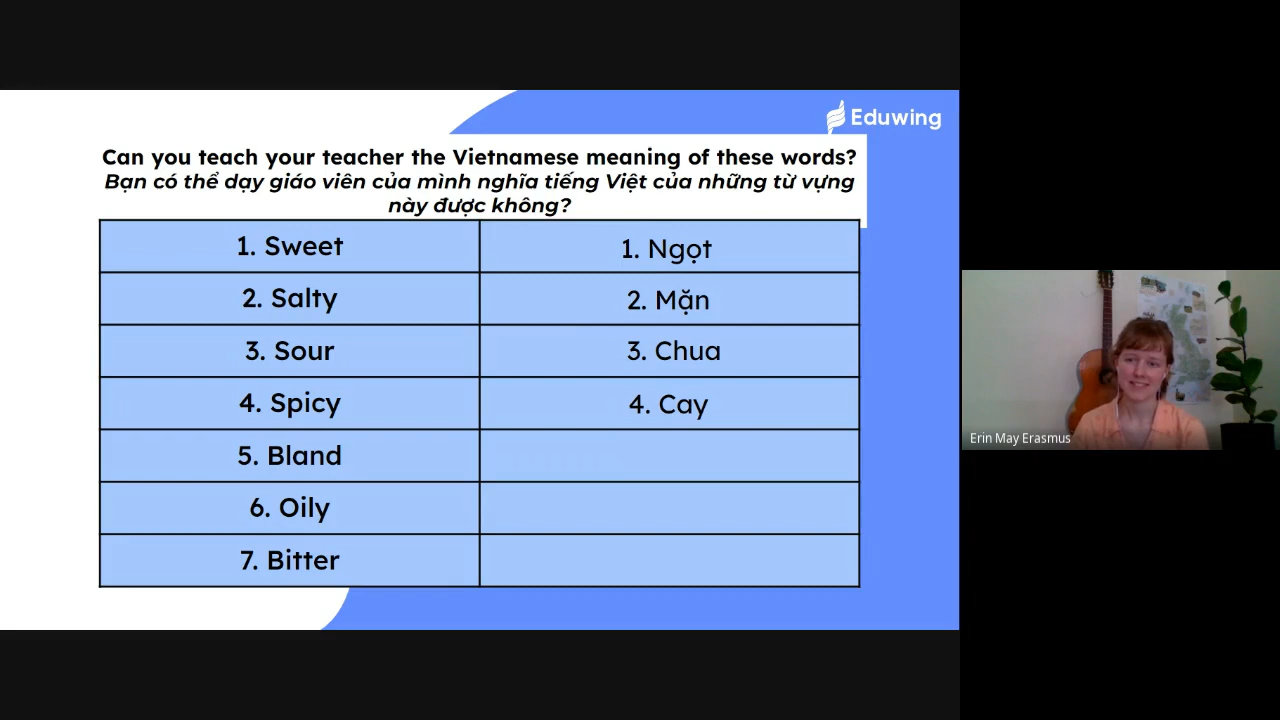 Eduwing
Can you teach your teacher the Vietnamese meaning of these words?
Bạn có thể dạy giáo viên của mình nghĩa tiếng Việt của những từ vựng
này được không?
1. Sweet
1. Ngọt
2. Salty
2. Mặn
3. Sour
3. Chua
4. Spicy
4. Cay
5. Bland
6. Oily
7. Bitter
Erin May Erasmus